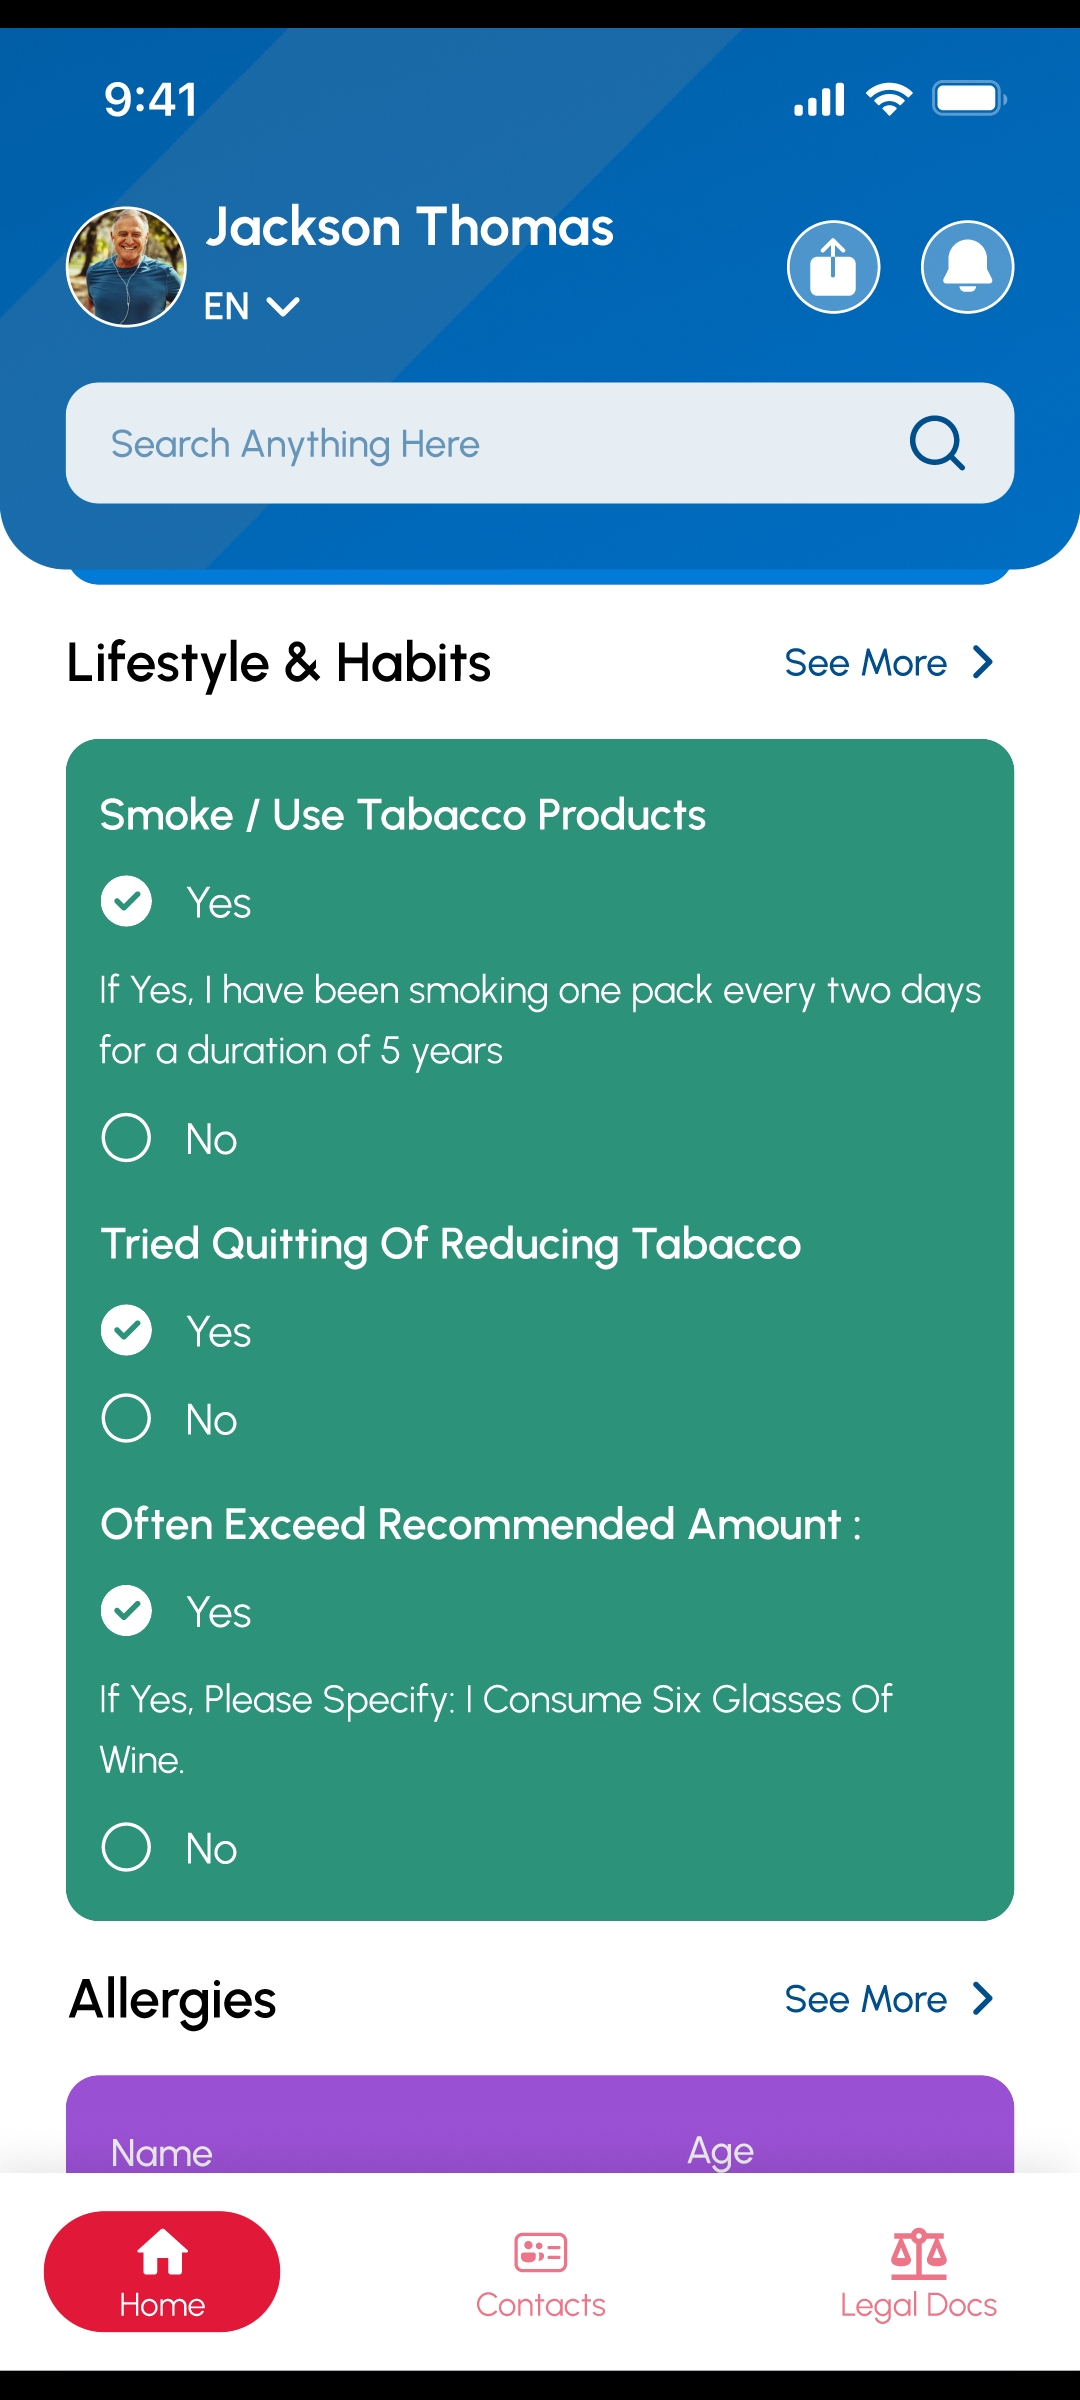 9:41
Jackson Thomas
EN
Search Anything Here
Lifestyle & Habits
See More
Smoke / Use Tabacco Products
Yes
If Yes, I have been smoking one pack every two days
for a duration of 5 years
No
Tried Quitting Of Reducing Tabacco
Yes
No
Often Exceed Recommended Amount :
Yes
If Yes, Please Specify: I Consume Six Glasses Of
Wine.
No
Allergies
See More
Name
Age
Home
Contacts
Legal Docs